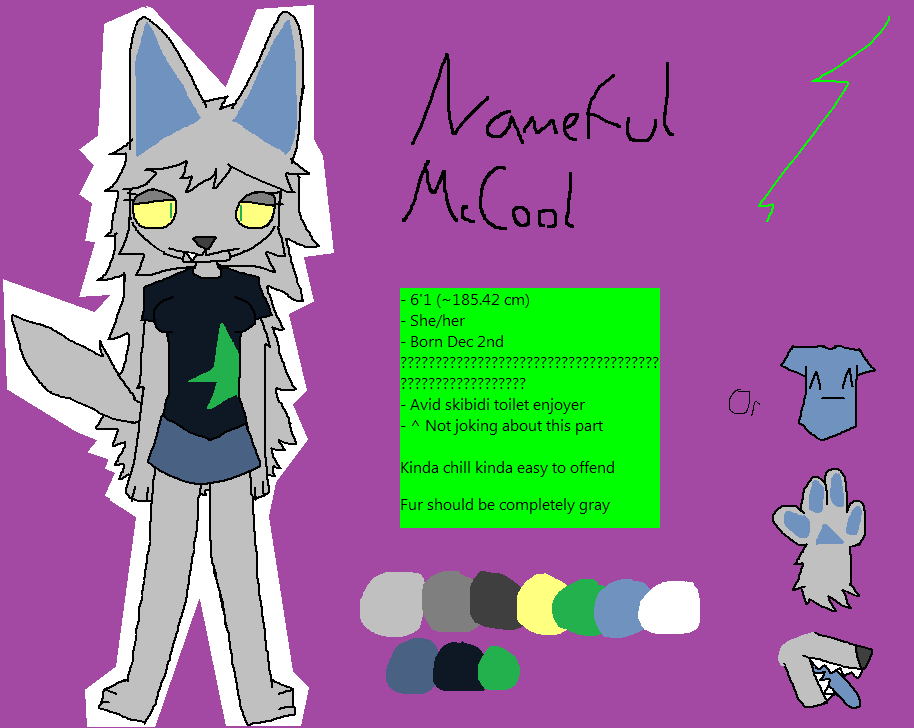 Nameful
McCool
- 6'1 (~185.42 cm)
- She/her
- Born Dec 2nd
?????????????????????????????????????
??????????????????
- Avid skibidi toilet enjoyer
- ^ Not joking about this part
Kinda chill kinda easy to offend
Fur should be completely gray
Or